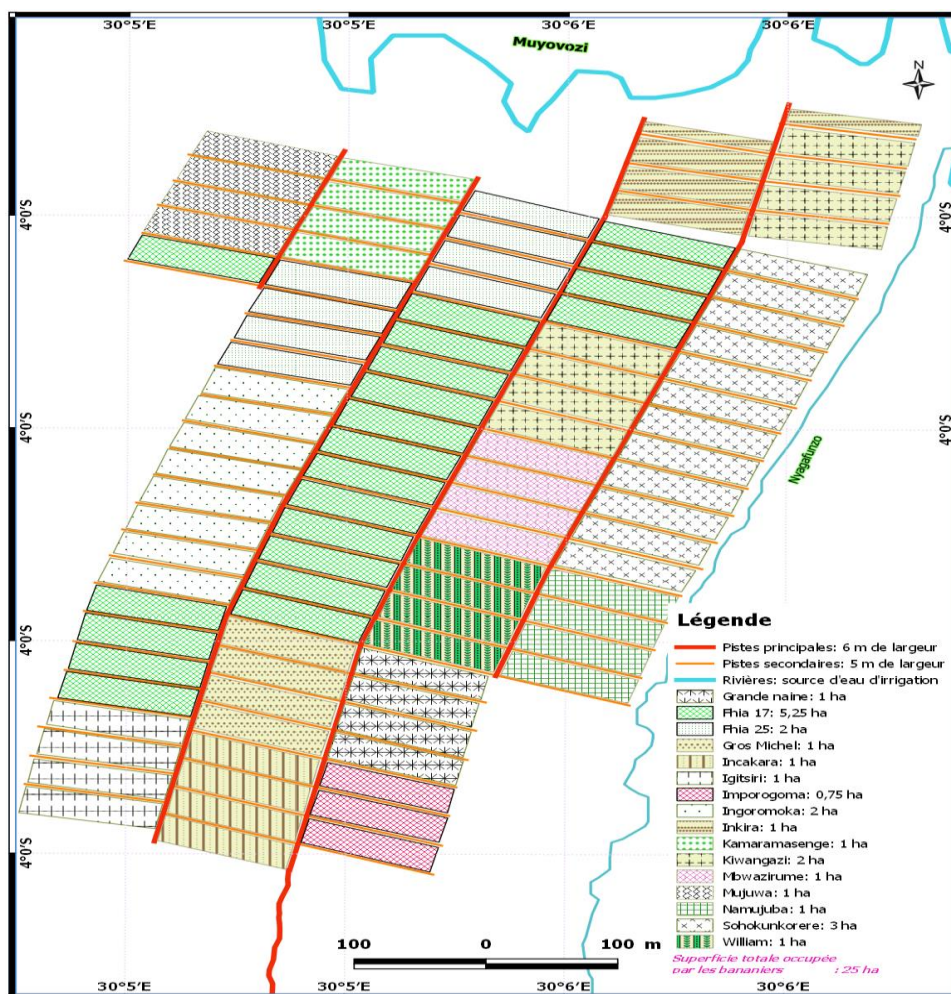 30°5'E 30°5'E 30°6'E 30°6'E
Muyovozi
N
4°0'S 4°0'S
4°0'S 4°0'S
Nyagafunzo
4°0'S
4°0'S
Légende
Pistes principales: 6 m de largeur
Pistes secondaires: 5 m de largeur
Rivières: source d'eau d'irrigation
Grande naine: 1 ha
Fhia 17: 5,25 ha
Fhia 25: 2 ha
Gros Michel: 1 ha
Incakara: 1 ha
Igitsiri: 1 ha
Imporogoma: 0,75 ha
Ingoromoka: 2 ha
Inkira: 1 ha
Kamaramasenge: 1 ha
Kiwangazi: 2 ha
Mbwazirume: 1 ha
Mujuwa: 1 ha
Namujuba: 1 ha
Sohokunkorere: 3 ha
William: 1 ha
Superficie totale occupée
par les bananiers : 25 ha
100 0 100 m
30°5'E 30°5'E 30°6'E 30°6'E